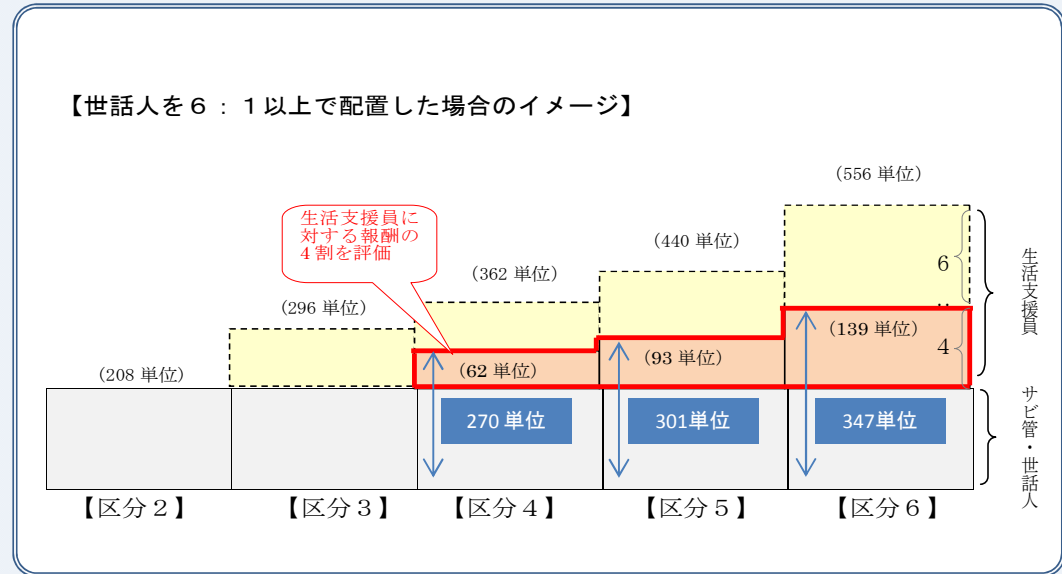 【世話人を６：１以上で配置した場合のイメージ】
(556 単位)
生活支援員に
対する報酬の
４割を評価
(440 単位)
(362 単位)
(296 単位)
(208 単位)
6
:
4
(62 単位)
(93 単位)
(139 単位)
270 単位
301単位
347単位
生活支援員
サビ管・世話人
【区分２】
【区分３】
【区分４】
【区分５】
【区分６】